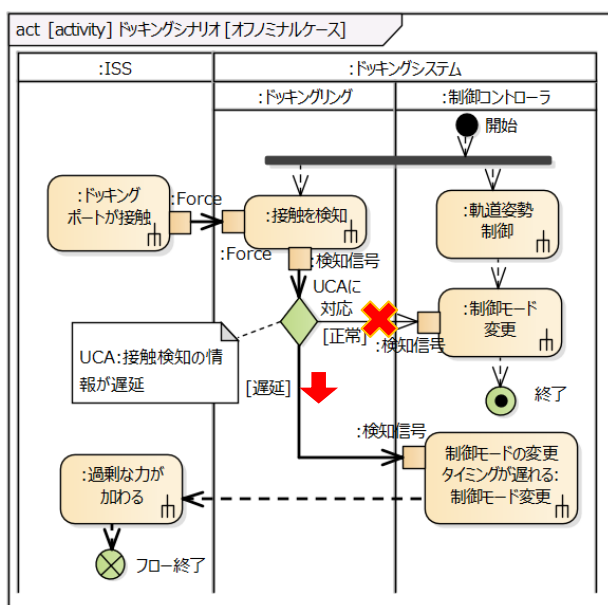 act [activity] ドッキングシナリオ [オフノミナルケース]
:ISS
:ドッキングシステム
:ドッキングリング
:制御コントローラ
開始
:ドッキング
ポートが接触
:Force
:Force
:接触を検知
:検知信号
:軌道姿勢
制御
UCAに
対応
[正常]
:検知信号
:制御モード
変更
UCA:接触検知の情
報が遅延
[遅延]
終了
:検知信号
制御モードの変更
タイミングが遅れる:
制御モード変更
:過剰な力が
加わる
フロー終了